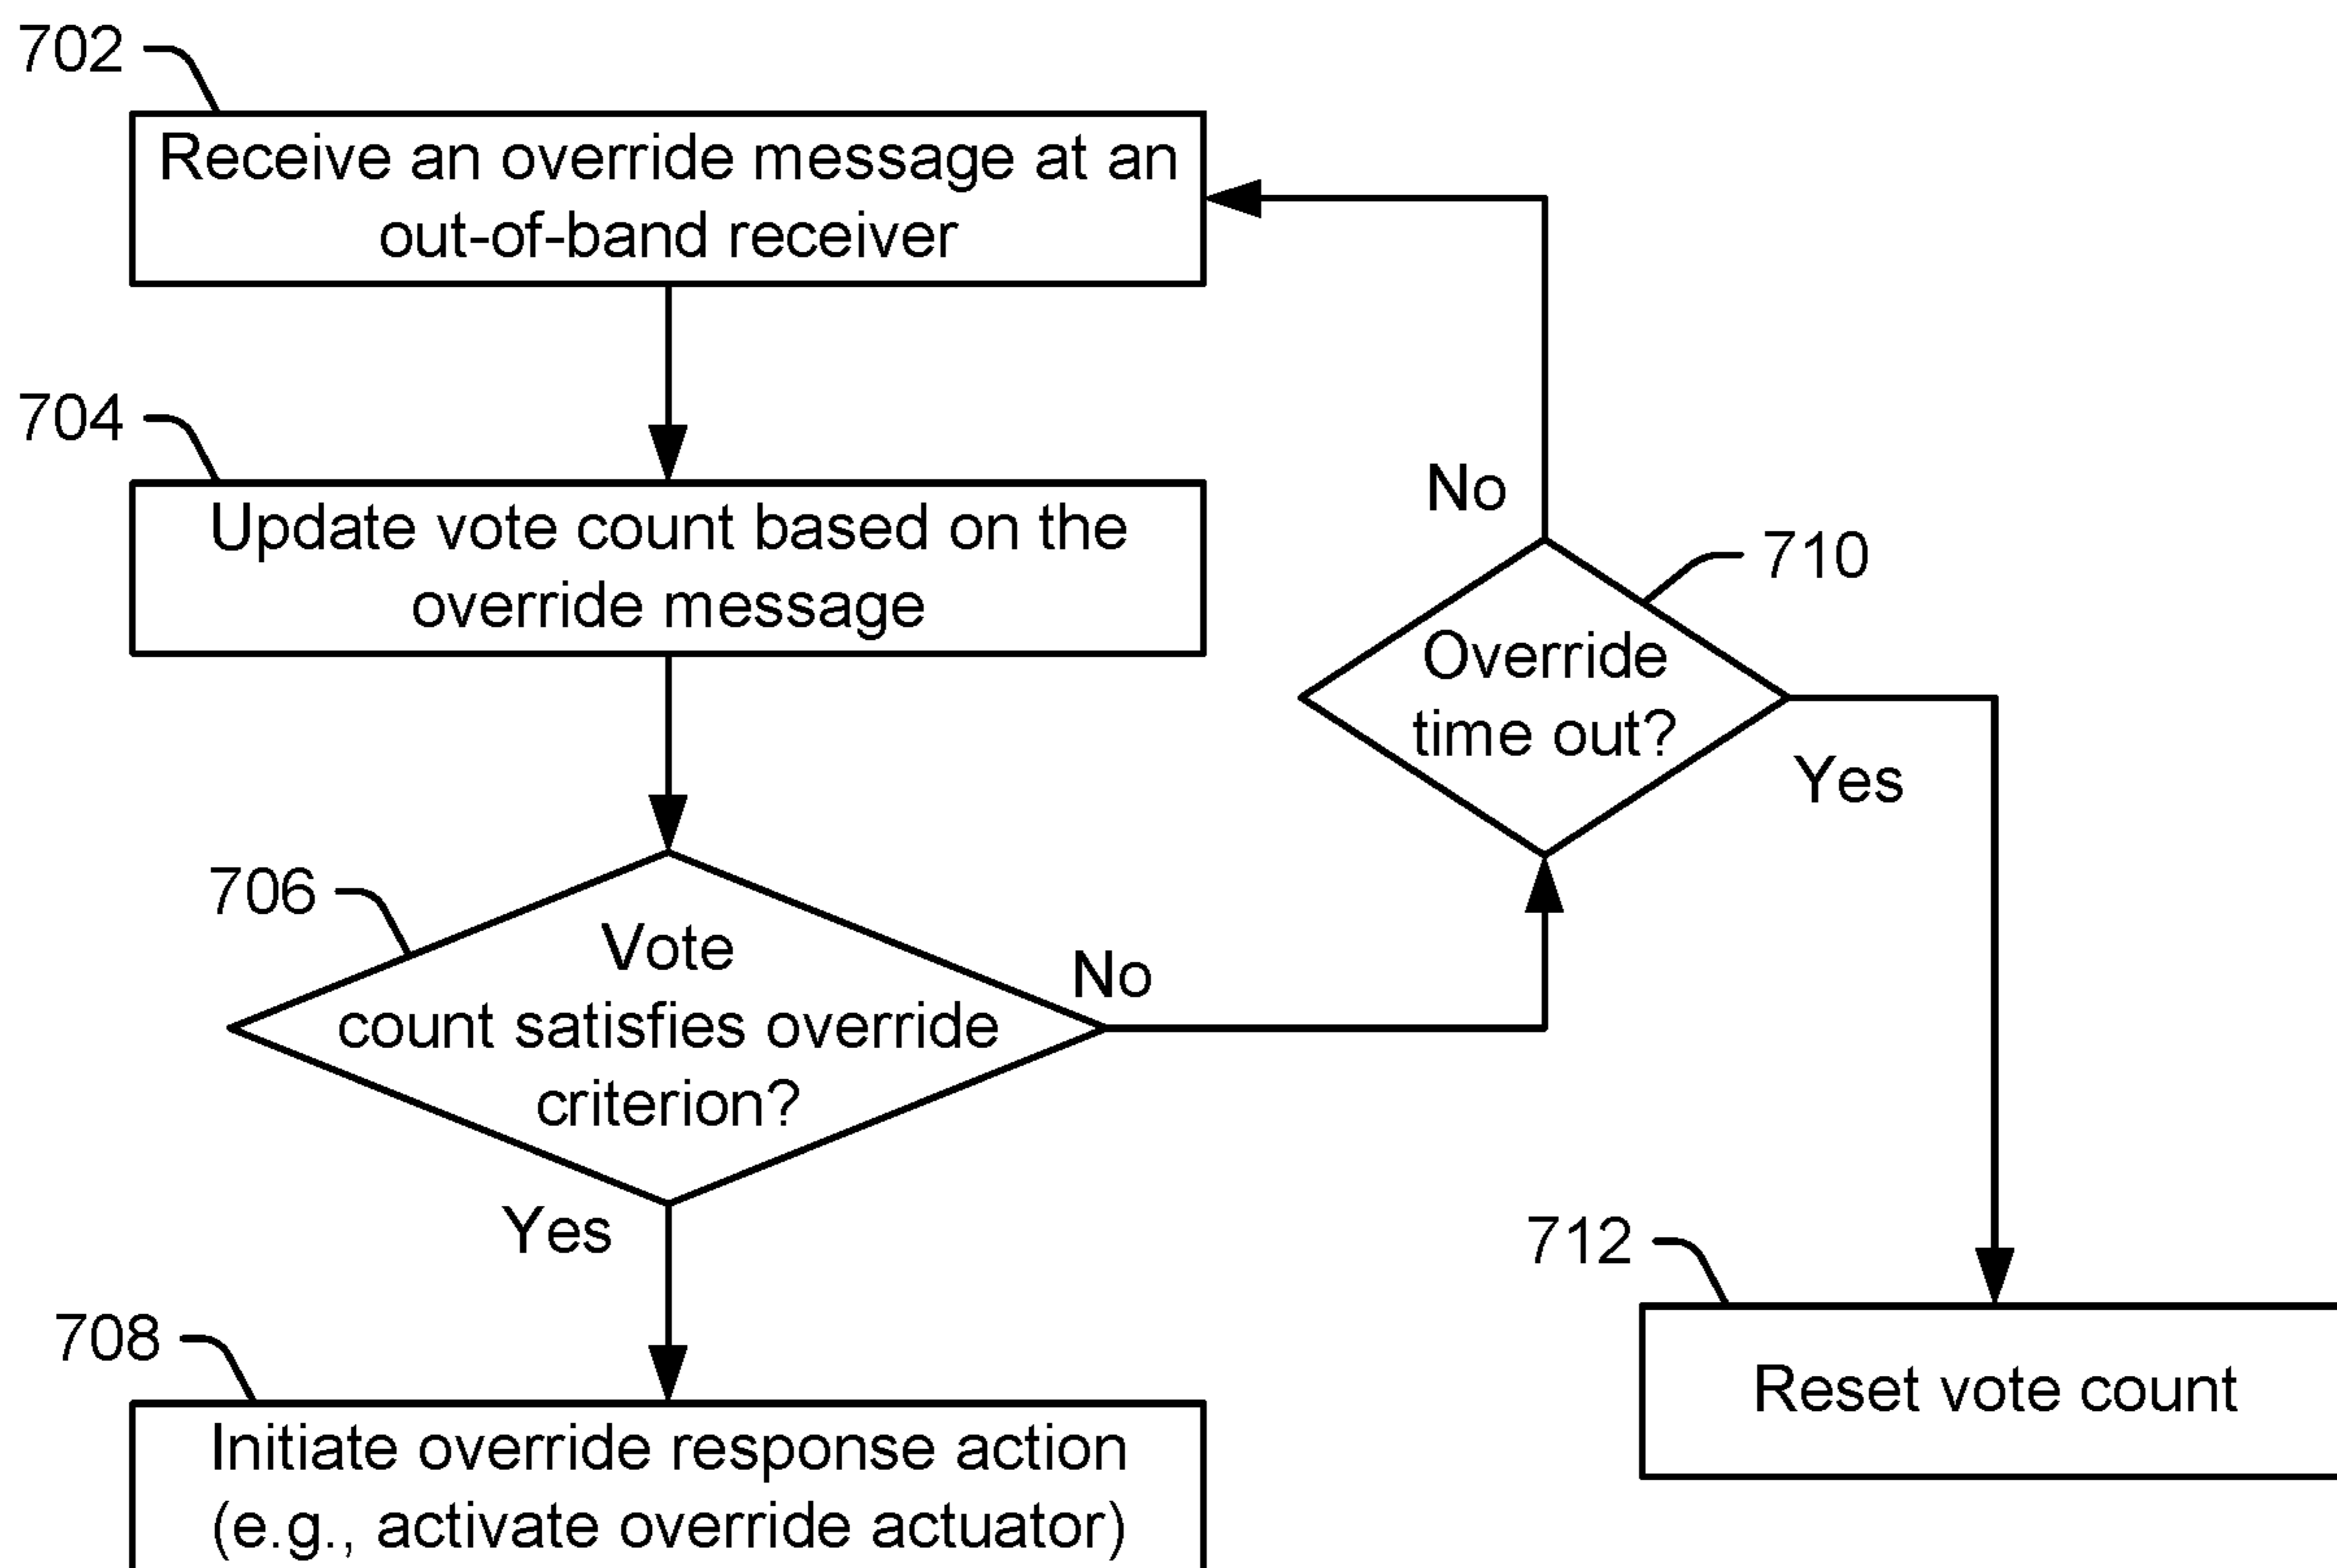 702
Receive an override message at an
out-of-band receiver
704
Update vote count based on the
override message
No
710
Override
time out?
Yes
706
Vote
count satisfies override
criterion?
No
Yes
712
Reset vote count
708
Initiate override response action
(e.g., activate override actuator)